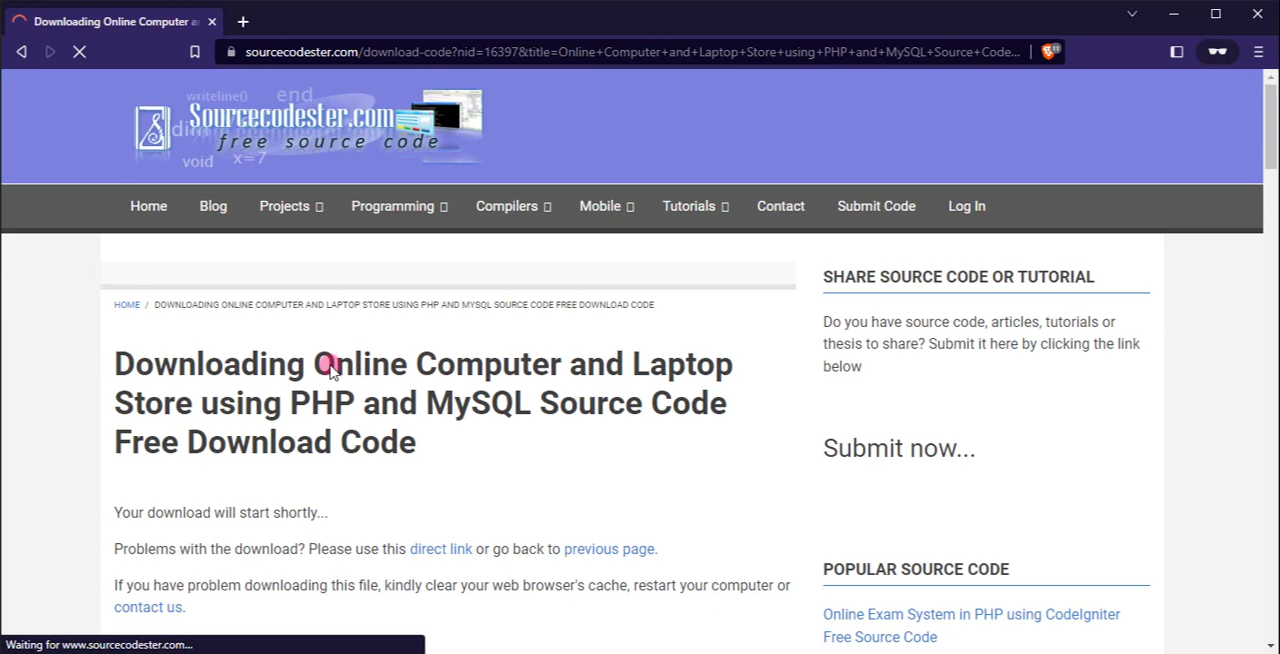 Downloading Online Computer a
sourcecodester.com/download-code?nid=16397&title=Online+Computer+and+Laptop+Store+using+PHP+and+MySQL+Source+Code...
11
writeline() end
Sourcecodester.com
dim
free source code
void x=7
Home Blog Projects Programming Compilers Mobile Tutorials Contact Submit Code Log In
HOME / DOWNLOADING ONLINE COMPUTER AND LAPTOP STORE USING PHP AND MYSQL SOURCE CODE FREE DOWNLOAD CODE
Downloading Online Computer and Laptop
Store using PHP and MySQL Source Code
Free Download Code
Your download will start shortly...
Problems with the download? Please use this direct link or go back to previous page.
If you have problem downloading this file, kindly clear your web browser's cache, restart your computer or
contact us.
SHARE SOURCE CODE OR TUTORIAL
Do you have source code, articles, tutorials or
thesis to share? Submit it here by clicking the link
below
Submit now...
POPULAR SOURCE CODE
Online Exam System in PHP using CodeIgniter
Free Source Code
Waiting for www.sourcecodester.com...